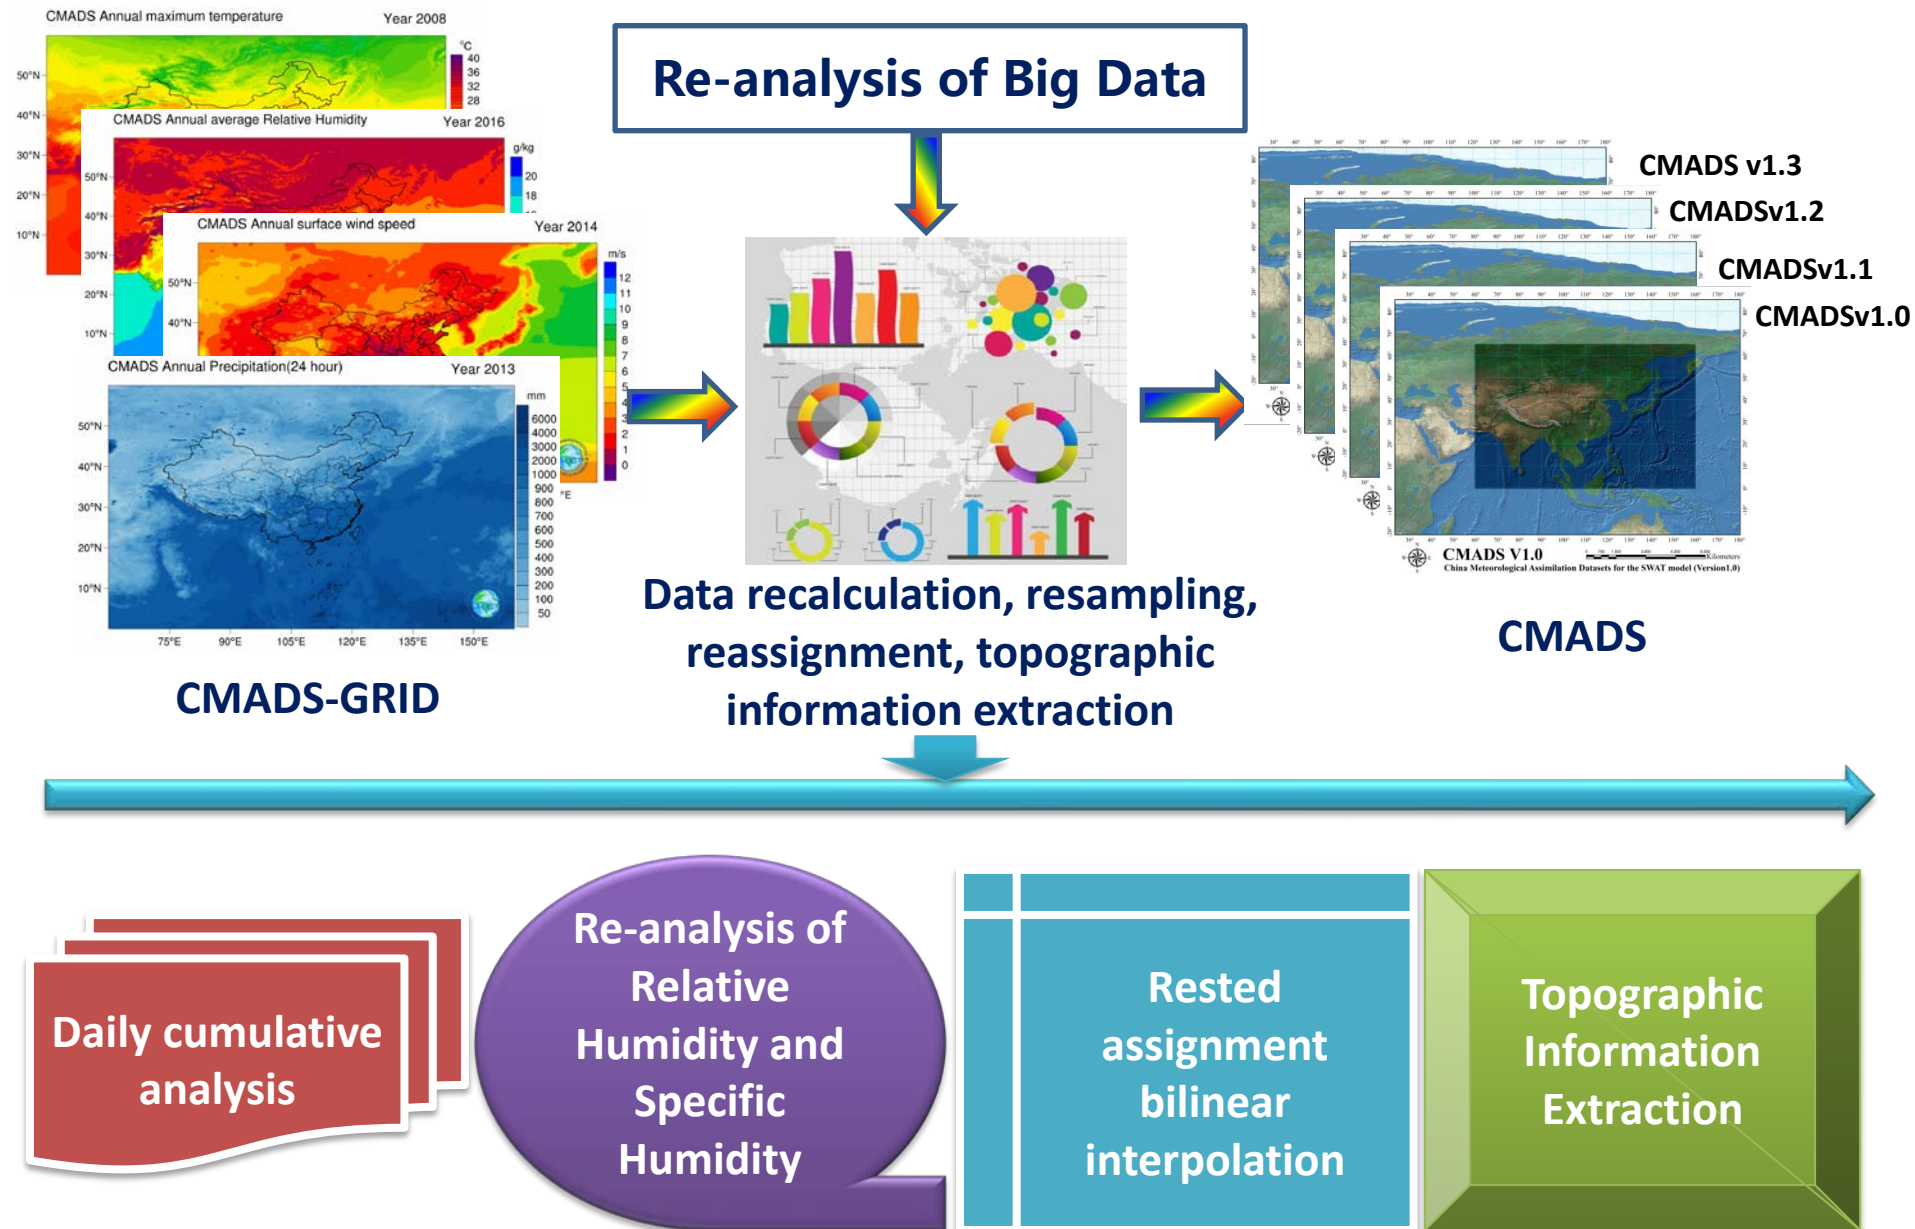 CMADS Annual maximum temperature Year 2008
°C
40
36
32
28
50°N
40°N
30°N
20°N
10°N
CMADS Annual average Relative Humidity Year 2016
g/kg
20
18
50°N
40°N
30°N
20°N
10°N
CMADS Annual surface wind speed Year 2014
m/s
12
11
10
9
8
7
6
5
4
3
2
1
0
50°N
40°N
°E
CMADS Annual Precipitation(24 hour) Year 2013
mm
6000
4000
3000
2000
1000
900
800
700
600
500
400
300
200
100
50
50°N
40°N
30°N
20°N
10°N
75°E 90°E 105°E 120°E 135°E 150°E
CMADS-GRID
Re-analysis of Big Data
Data recalculation, resampling,
reassignment, topographic
information extraction
CMADS v1.3
CMADSv1.2
CMADSv1.1
CMADSv1.0
CMADS V1.0
Kilometers
China Meteorological Assimilation Datasets for the SWAT model (Version1.0)
CMADS
Daily cumulative
analysis
Re-analysis of
Relative
Humidity and
Specific
Humidity
Rested
assignment
bilinear
interpolation
Topographic
Information
Extraction